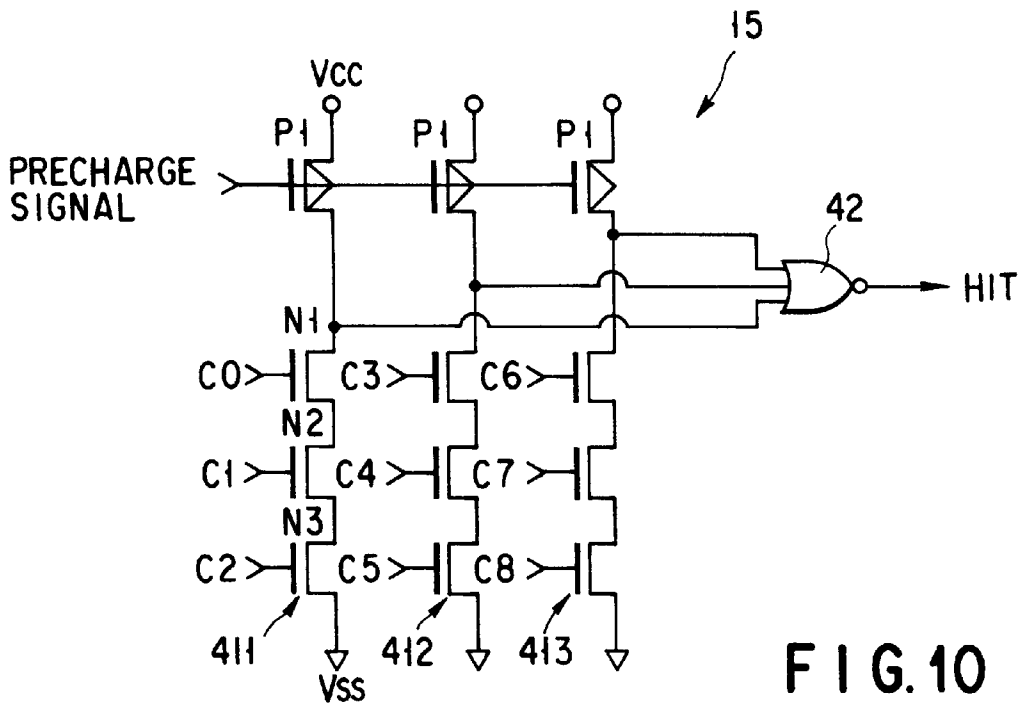 15
VCC
P1 P1 P1
PRECHARGE
SIGNAL
42
HIT
N1
C0 C3 C6
N2
C1 C4 C7
N3
C2 C5 C8
411 412 413
VSS
FIG.10